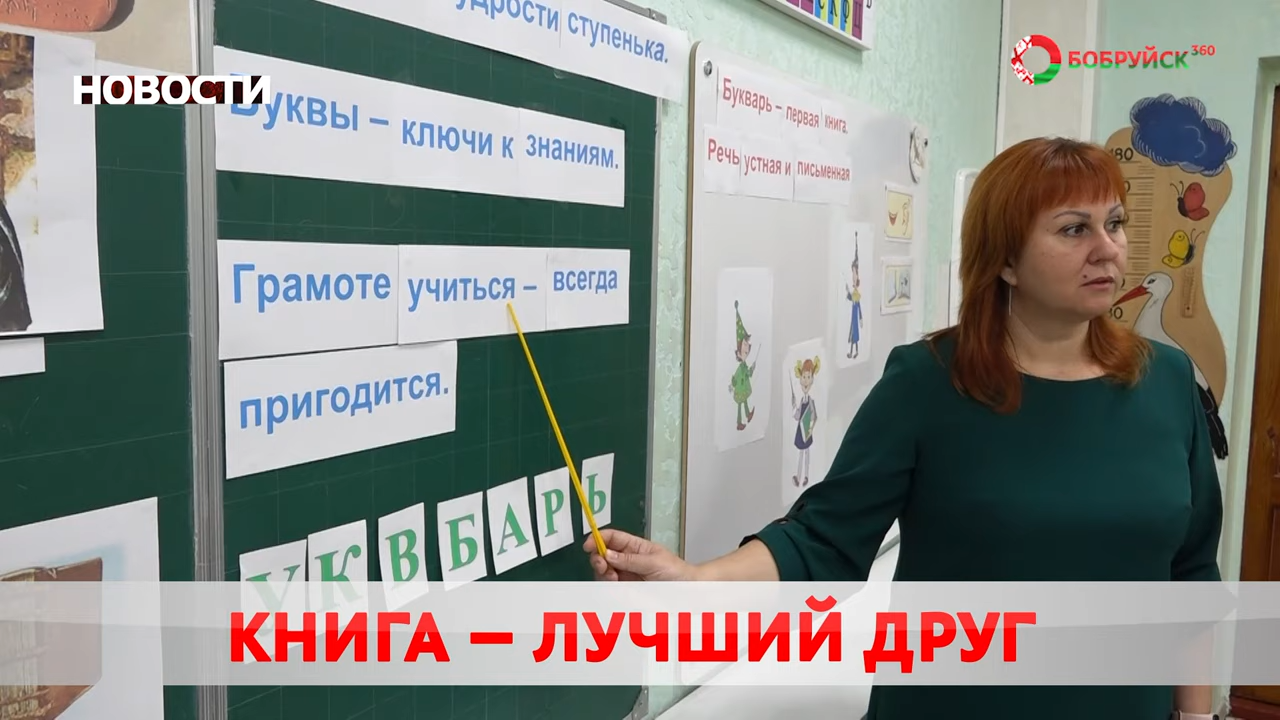 ступенька.
НОВОСТИ
БОБРУЙСК 360
Буквы – ключи к знаниям.
Букварь – первая книга.
Речь устная и письменная
Грамоте учиться – всегда
пригодится.
УКВБАРЬ
КНИГА – ЛУЧШИЙ ДРУГ